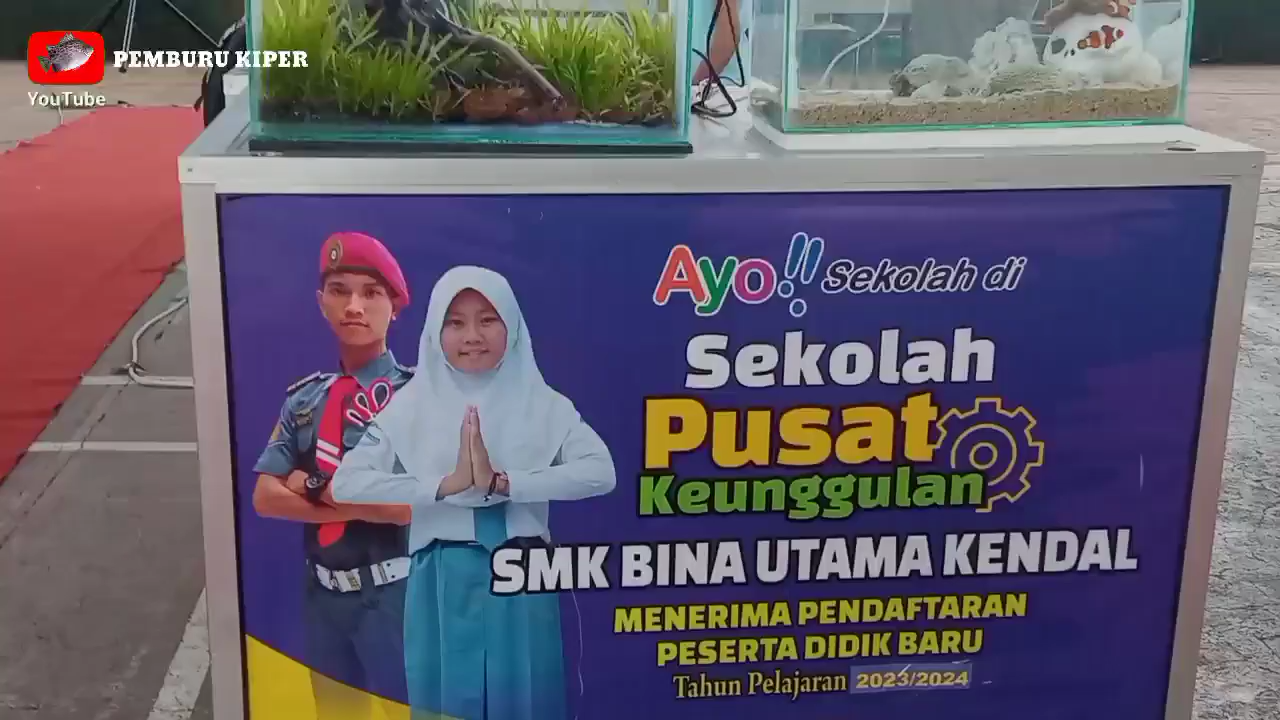 PEMBURU KIPER
YouTube
Ayo!! Sekolah di
Sekolah
Pusat
Keunggulan
SMK BINA UTAMA KENDAL
MENERIMA PENDAFTARAN
PESERTA DIDIK BARU
Tahun Pelajaran 2023/2024